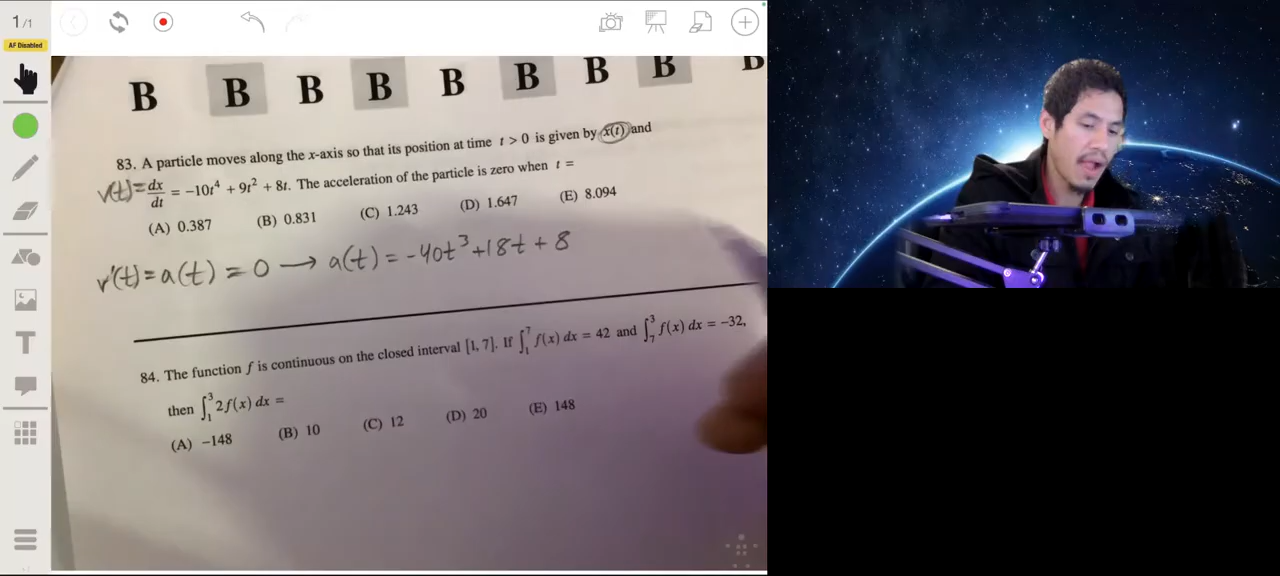 1/1
AF Disabled
B B B B B B B B B
83. A particle moves along the x-axis so that its position at time t > 0 is given by x(t) and
v(t) = dx/dt = −10t⁴ + 9t² + 8t. The acceleration of the particle is zero when t =
(A) 0.387 (B) 0.831 (C) 1.243 (D) 1.647 (E) 8.094
v'(t) = a(t) = 0 → a(t) = -40t³ + 18t + 8
84. The function f is continuous on the closed interval [1, 7]. If ∫₁⁷ f(x) dx = 42 and ∫₇³ f(x) dx = −32,
then ∫₁³ 2f(x) dx =
(A) −148 (B) 10 (C) 12 (D) 20 (E) 148
T